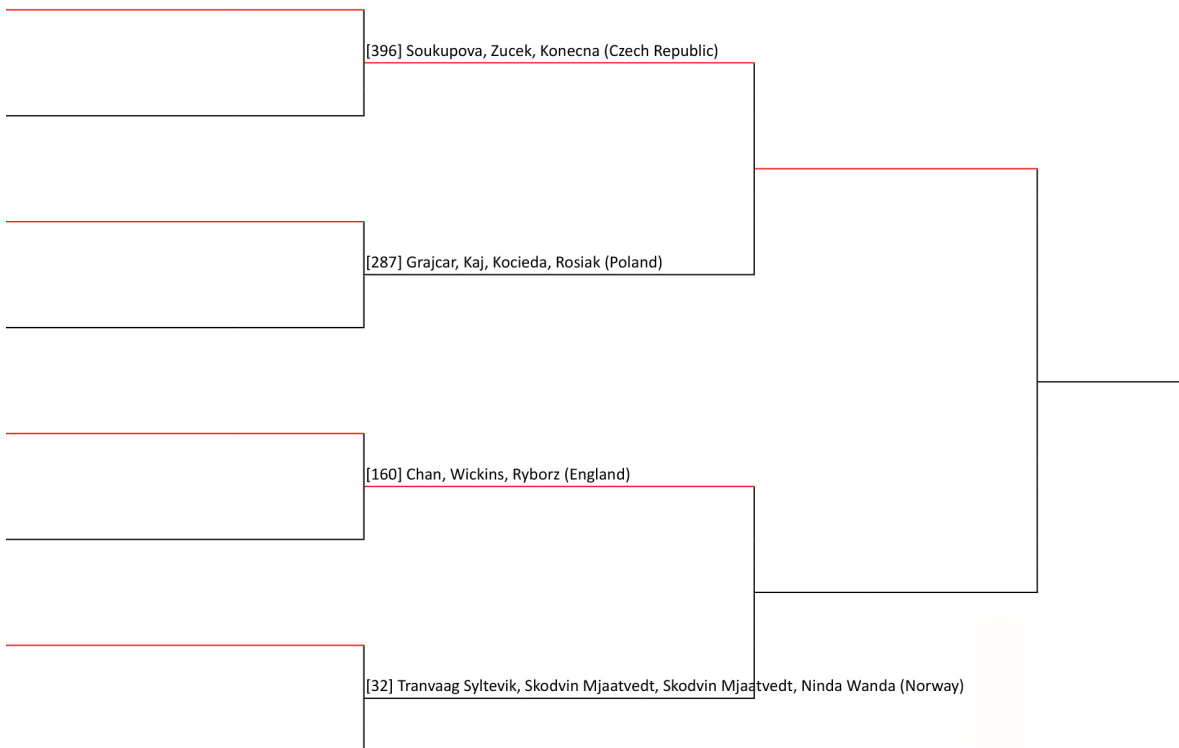 [396] Soukupova, Zucek, Konecna (Czech Republic)
[287] Grajcar, Kaj, Kocieda, Rosiak (Poland)
[160] Chan, Wickins, Ryborz (England)
[32] Tranvaag Syltevik, Skodvin Mjaatvedt, Skodvin Mjaatvedt, Ninda Wanda (Norway)